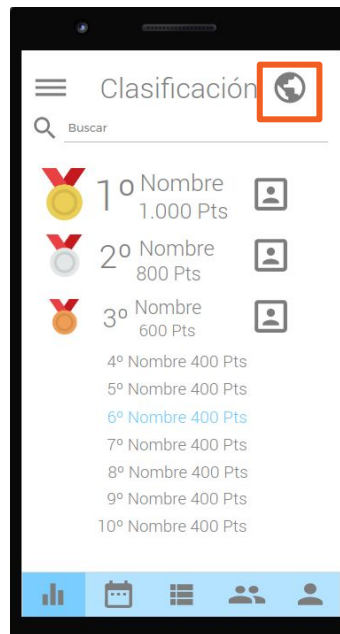 Clasificación
Buscar
1º Nombre
1.000 Pts
2º Nombre
800 Pts
3º Nombre
600 Pts
4º Nombre 400 Pts
5º Nombre 400 Pts
6º Nombre 400 Pts
7º Nombre 400 Pts
8º Nombre 400 Pts
9º Nombre 400 Pts
10º Nombre 400 Pts